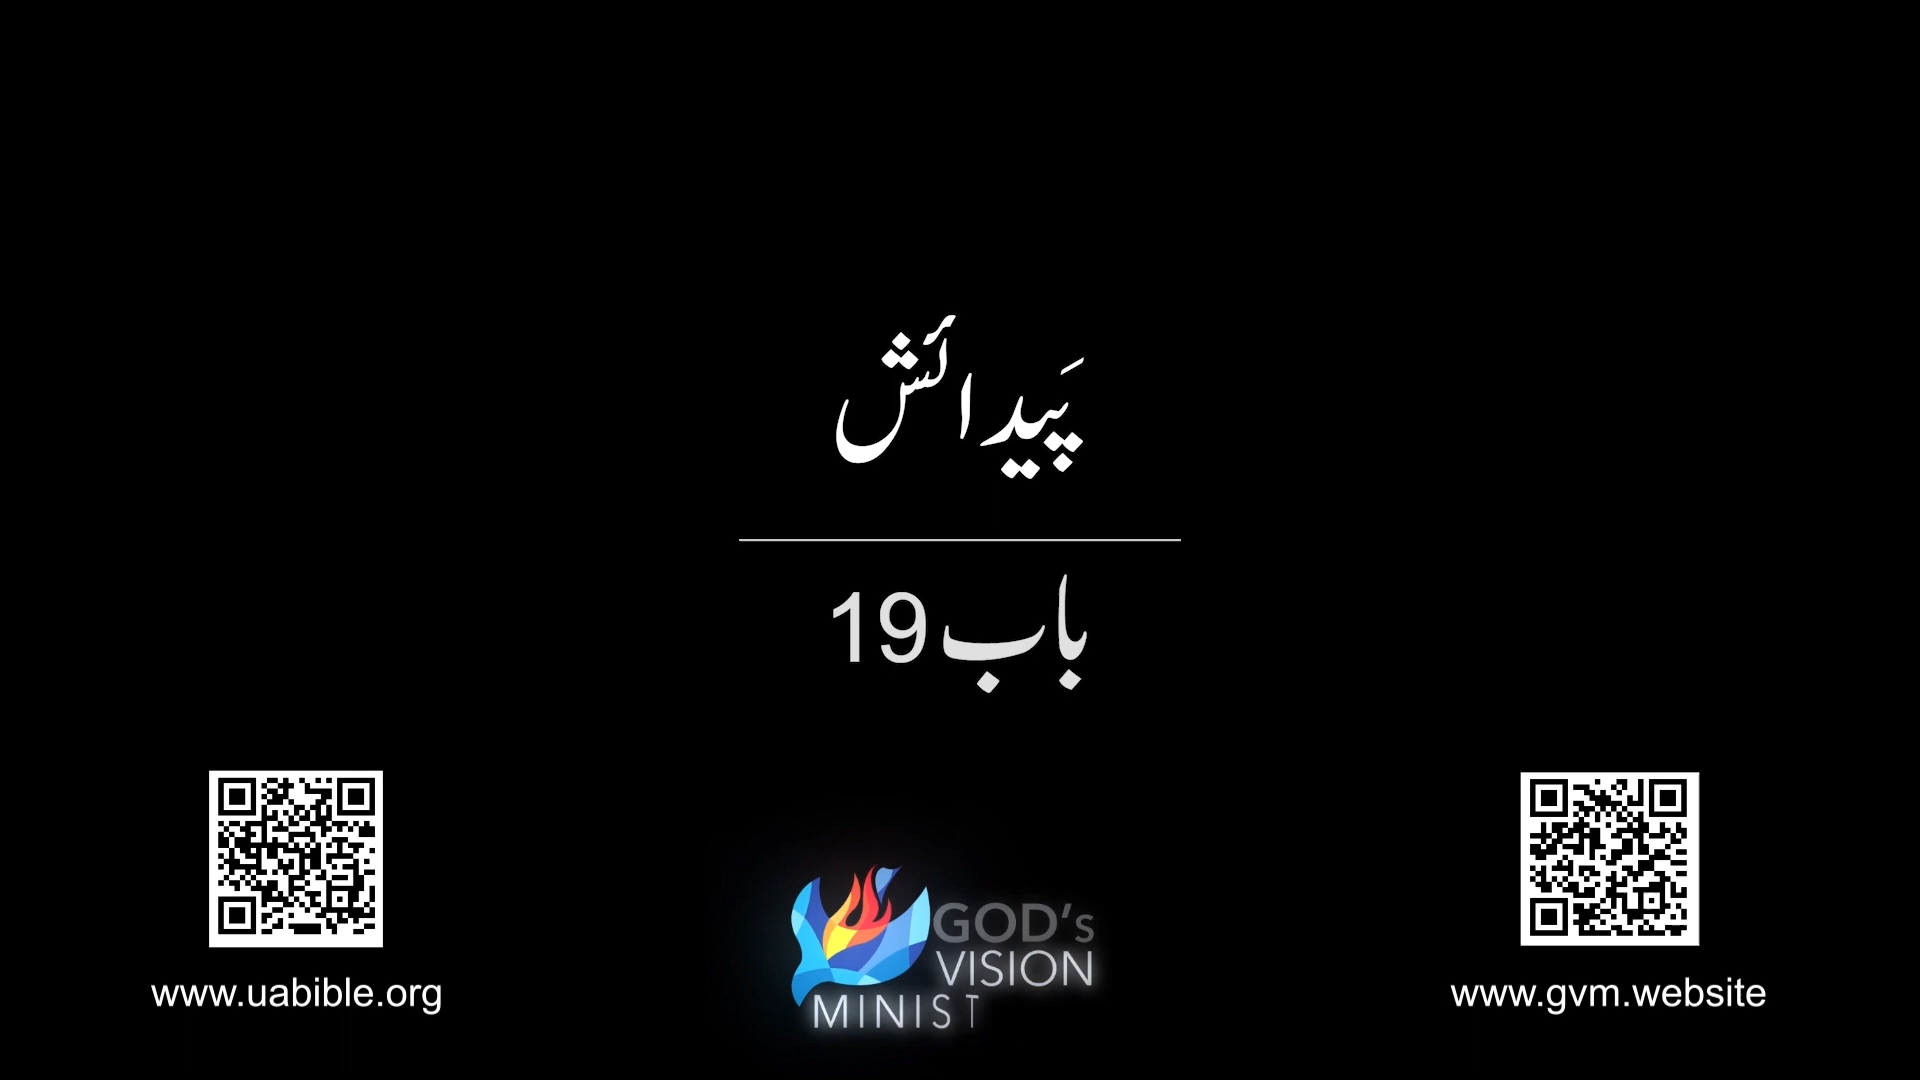 پَیدائش
باب 19
GOD's
VISION
MINIST
www.uabible.org
www.gvm.website